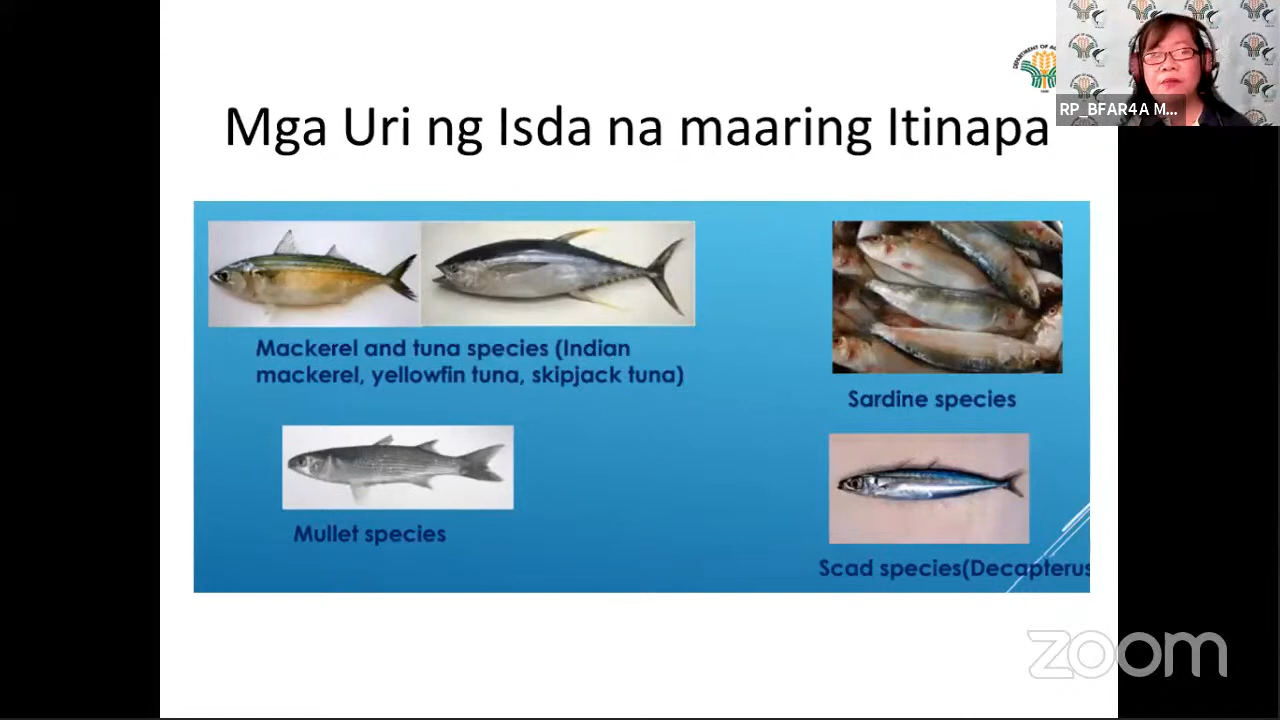 Mga Uri ng Isda na maaring Itinapa
RP_BFAR4A M...
Mackerel and tuna species (Indian
mackerel, yellowfin tuna, skipjack tuna)
Sardine species
Mullet species
Scad species(Decapterus
zoom